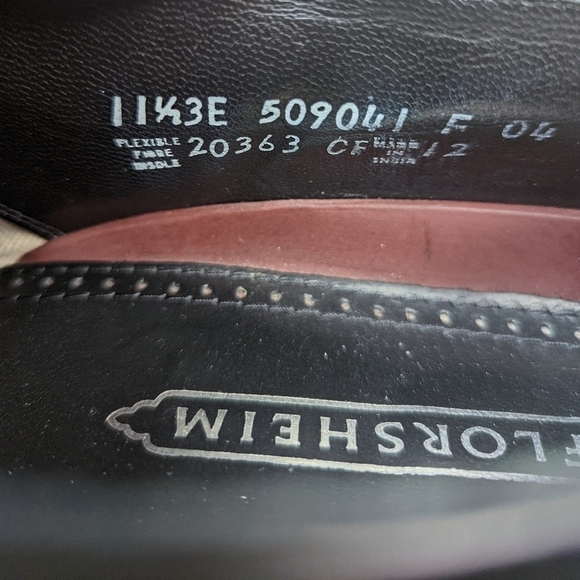 11½3E 509041 F 04
FLEXIBLE FIBRE INSOLE 20363 CF MADE IN INDIA 12
FLORSHEIM